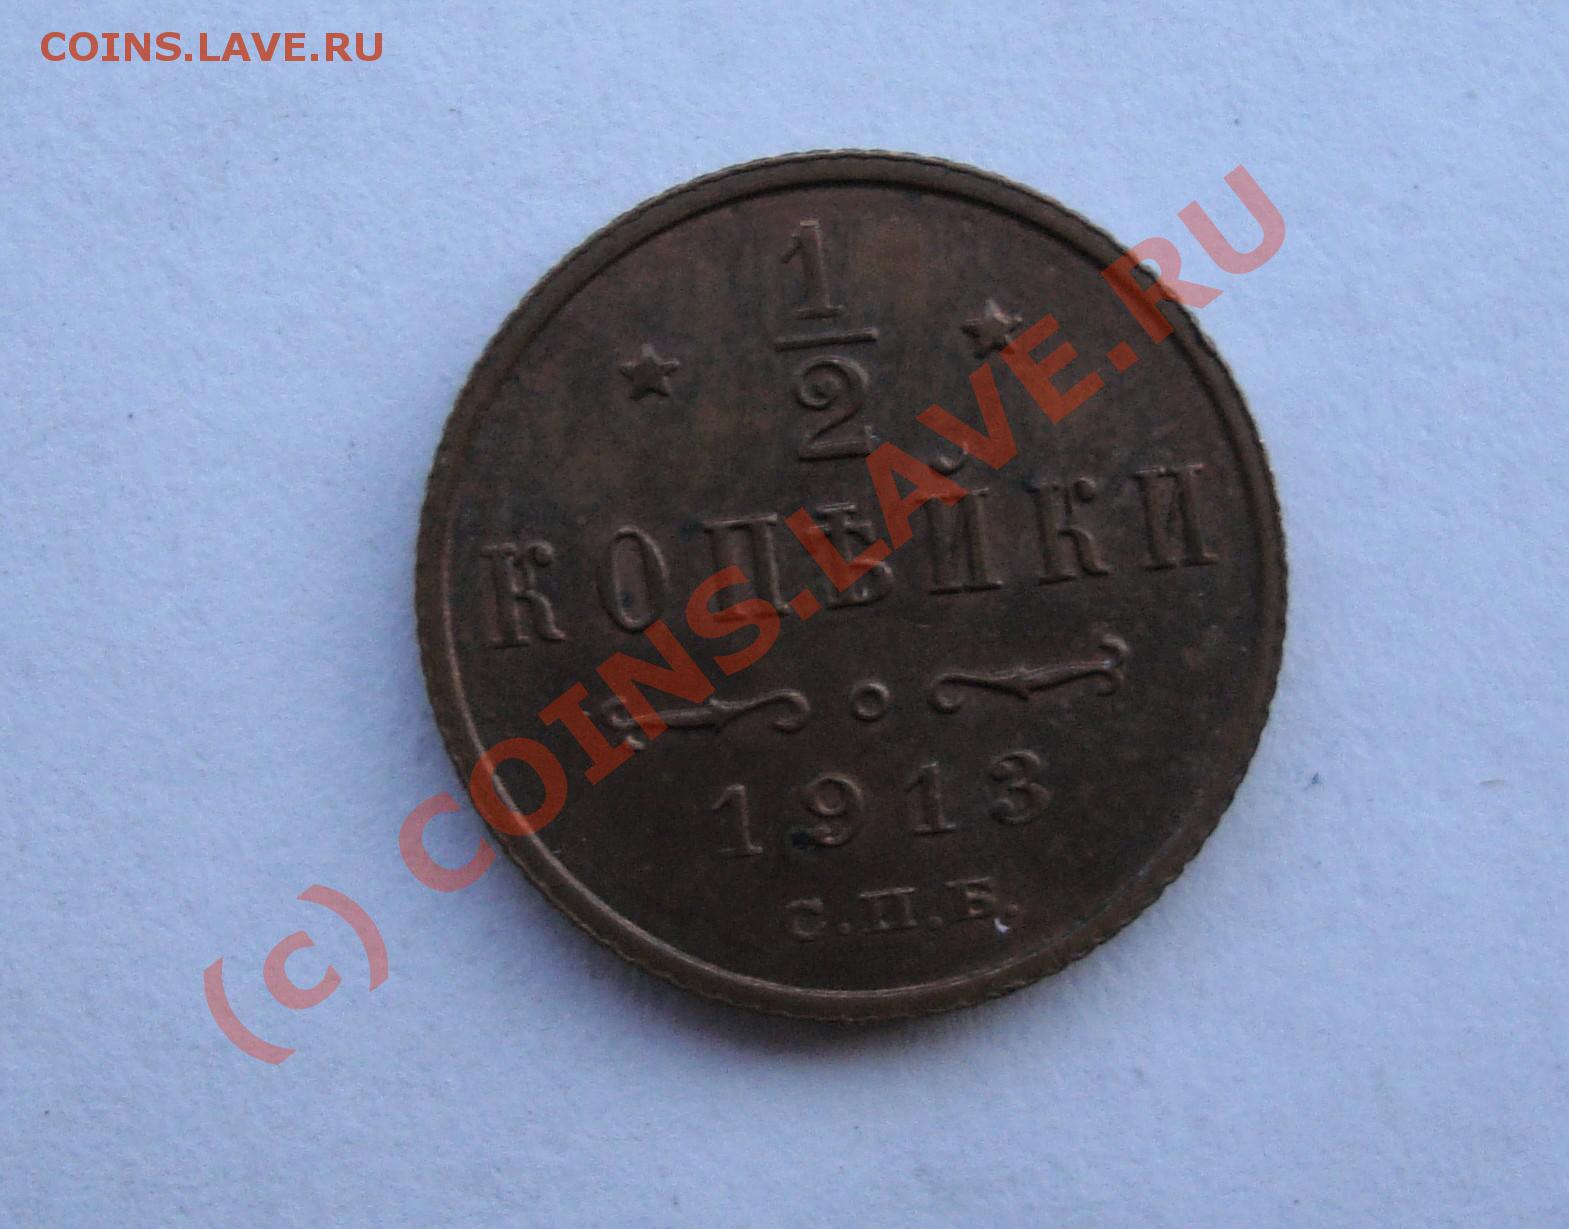 COINS.LAVE.RU
1
2
КОПѢЙКИ
1913
С.П.Б.
(c) COINS.LAVE.RU